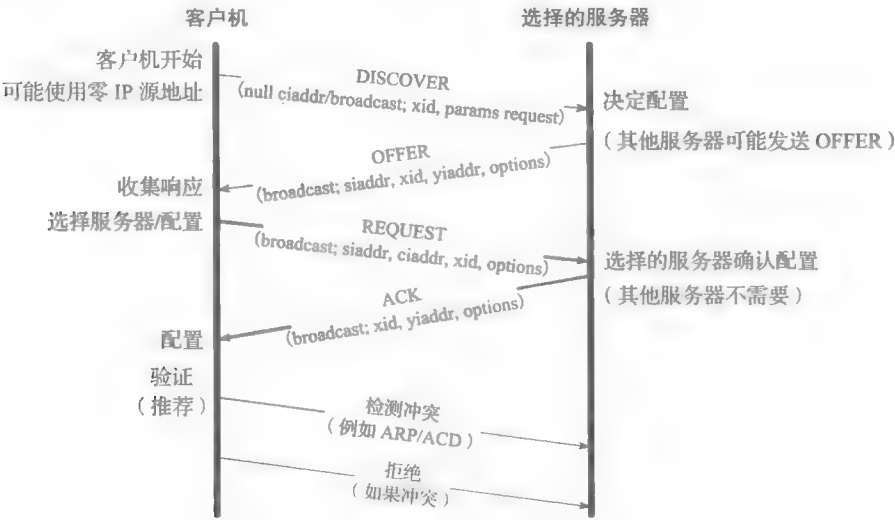 客户机
选择的服务器
客户机开始
可能使用零 IP 源地址
DISCOVER
(null ciaddr/broadcast; xid, params request)
决定配置
(其他服务器可能发送 OFFER)
OFFER
(broadcast; siaddr, xid, yiaddr, options)
收集响应
选择服务器/配置
REQUEST
(broadcast; siaddr, ciaddr, xid, options)
选择的服务器确认配置
(其他服务器不需要)
ACK
(broadcast; xid, yiaddr, options)
配置
验证
(推荐)
检测冲突
(例如 ARP/ACD)
拒绝
(如果冲突)